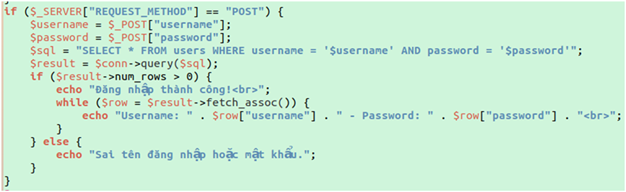 if ($_SERVER["REQUEST_METHOD"] == "POST") {
$username = $_POST["username"];
$password = $_POST["password"];
$sql = "SELECT * FROM users WHERE username = '$username' AND password = '$password'";
$result = $conn->query($sql);
if ($result->num_rows > 0) {
echo "Đăng nhập thành công!<br>";
while ($row = $result->fetch_assoc()) {
echo "Username: " . $row["username"] . " - Password: " . $row["password"] . "<br>";
}
} else {
echo "Sai tên đăng nhập hoặc mật khẩu.";
}
}